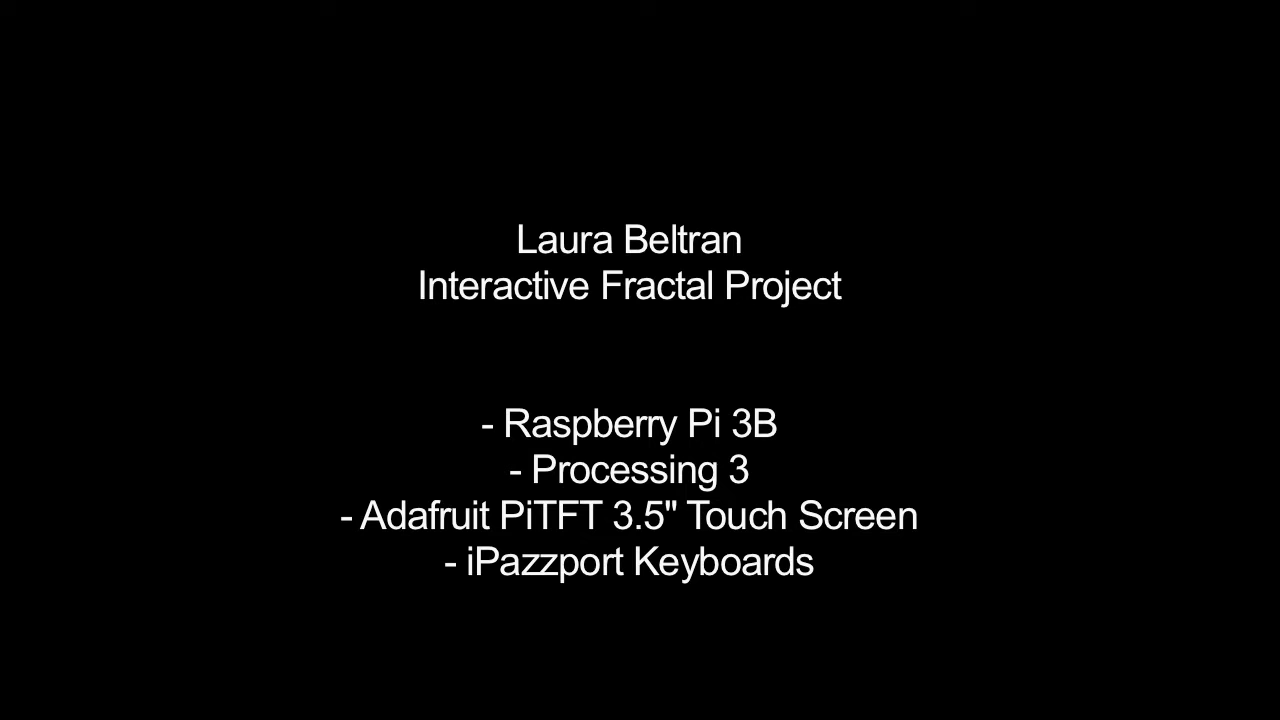 Laura Beltran
Interactive Fractal Project
- Raspberry Pi 3B
- Processing 3
- Adafruit PiTFT 3.5" Touch Screen
- iPazzport Keyboards